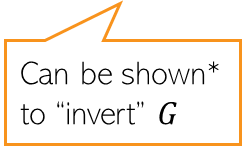 Can be shown*
to “invert” G